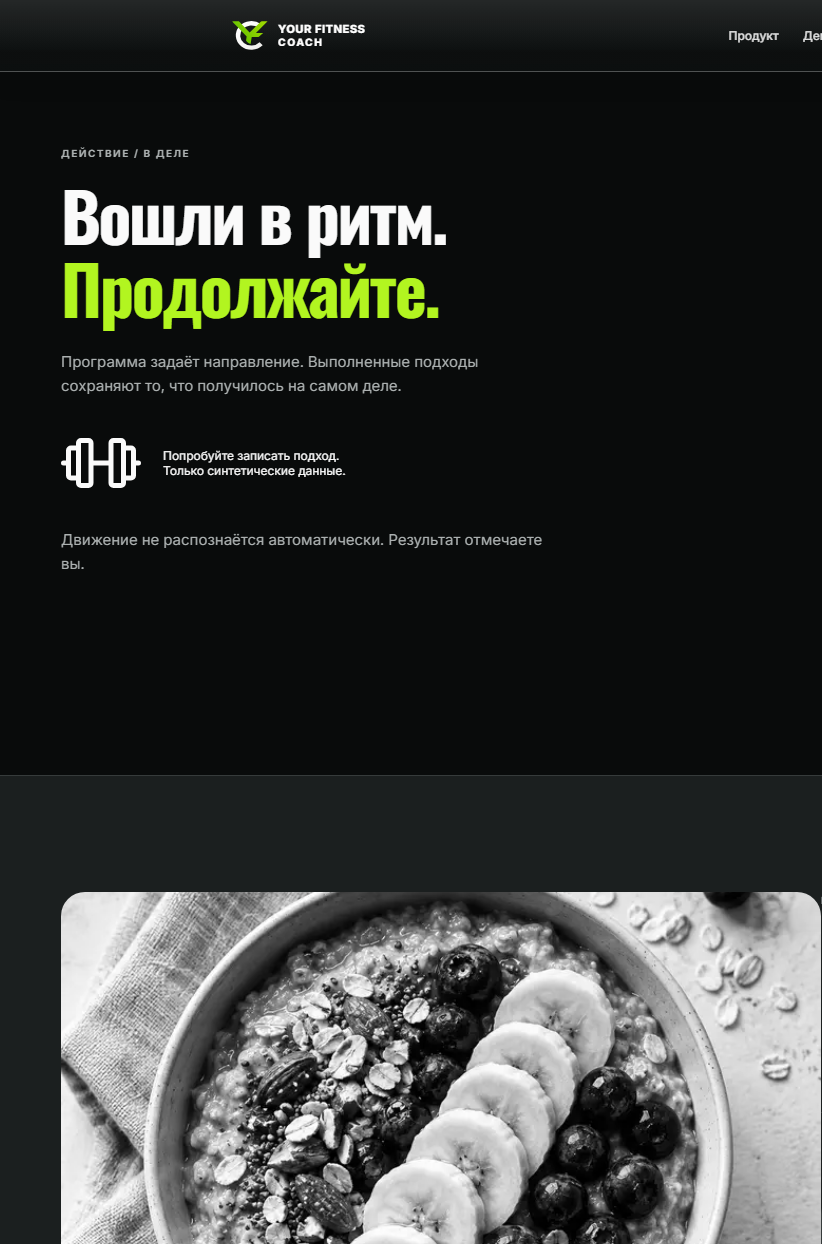 YOUR FITNESS
COACH
Продукт
ДЕЙСТВИЕ / В ДЕЛЕ
Вошли в ритм.
Продолжайте.
Программа задаёт направление. Выполненные подходы
сохраняют то, что получилось на самом деле.
Попробуйте записать подход.
Только синтетические данные.
Движение не распознаётся автоматически. Результат отмечаете
вы.